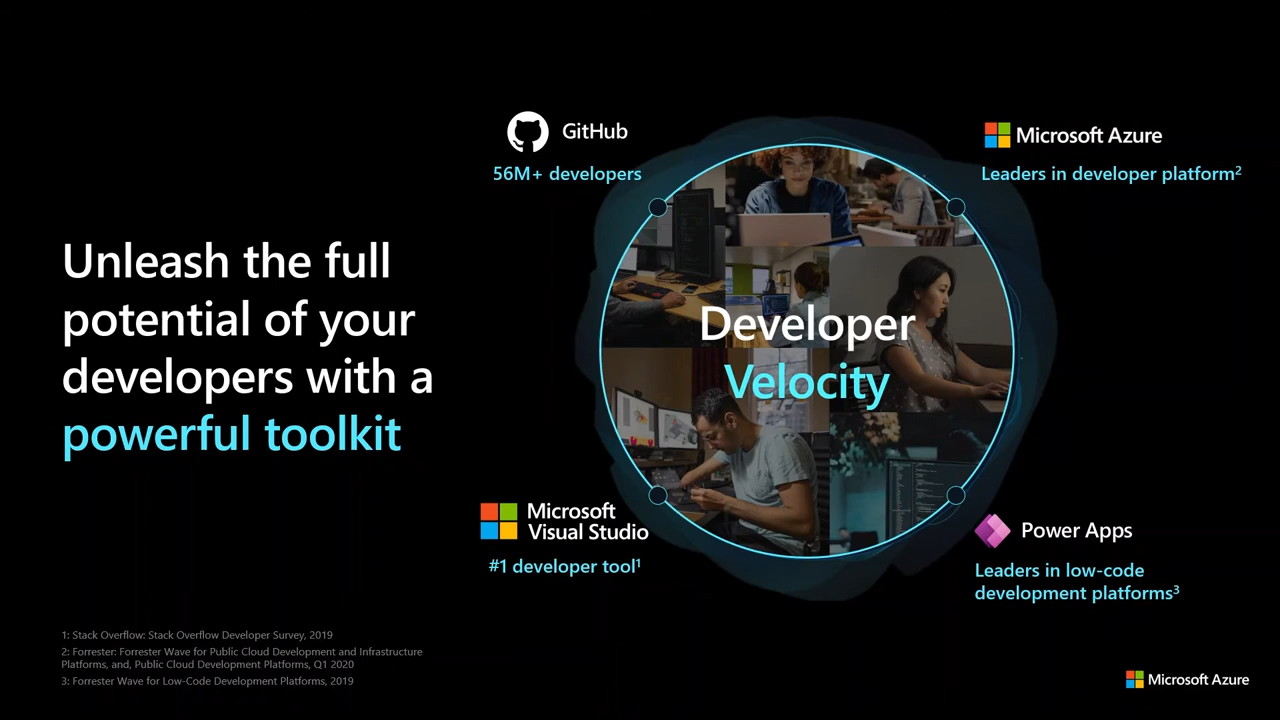 Unleash the full
potential of your
developers with a
powerful toolkit
GitHub
56M+ developers
Microsoft Azure
Leaders in developer platform²
Developer
Velocity
Microsoft
Visual Studio
#1 developer tool¹
Power Apps
Leaders in low-code
development platforms³
1: Stack Overflow: Stack Overflow Developer Survey, 2019
2: Forrester: Forrester Wave for Public Cloud Development and Infrastructure
Platforms, and, Public Cloud Development Platforms, Q1 2020
3: Forrester Wave for Low-Code Development Platforms, 2019
Microsoft Azure